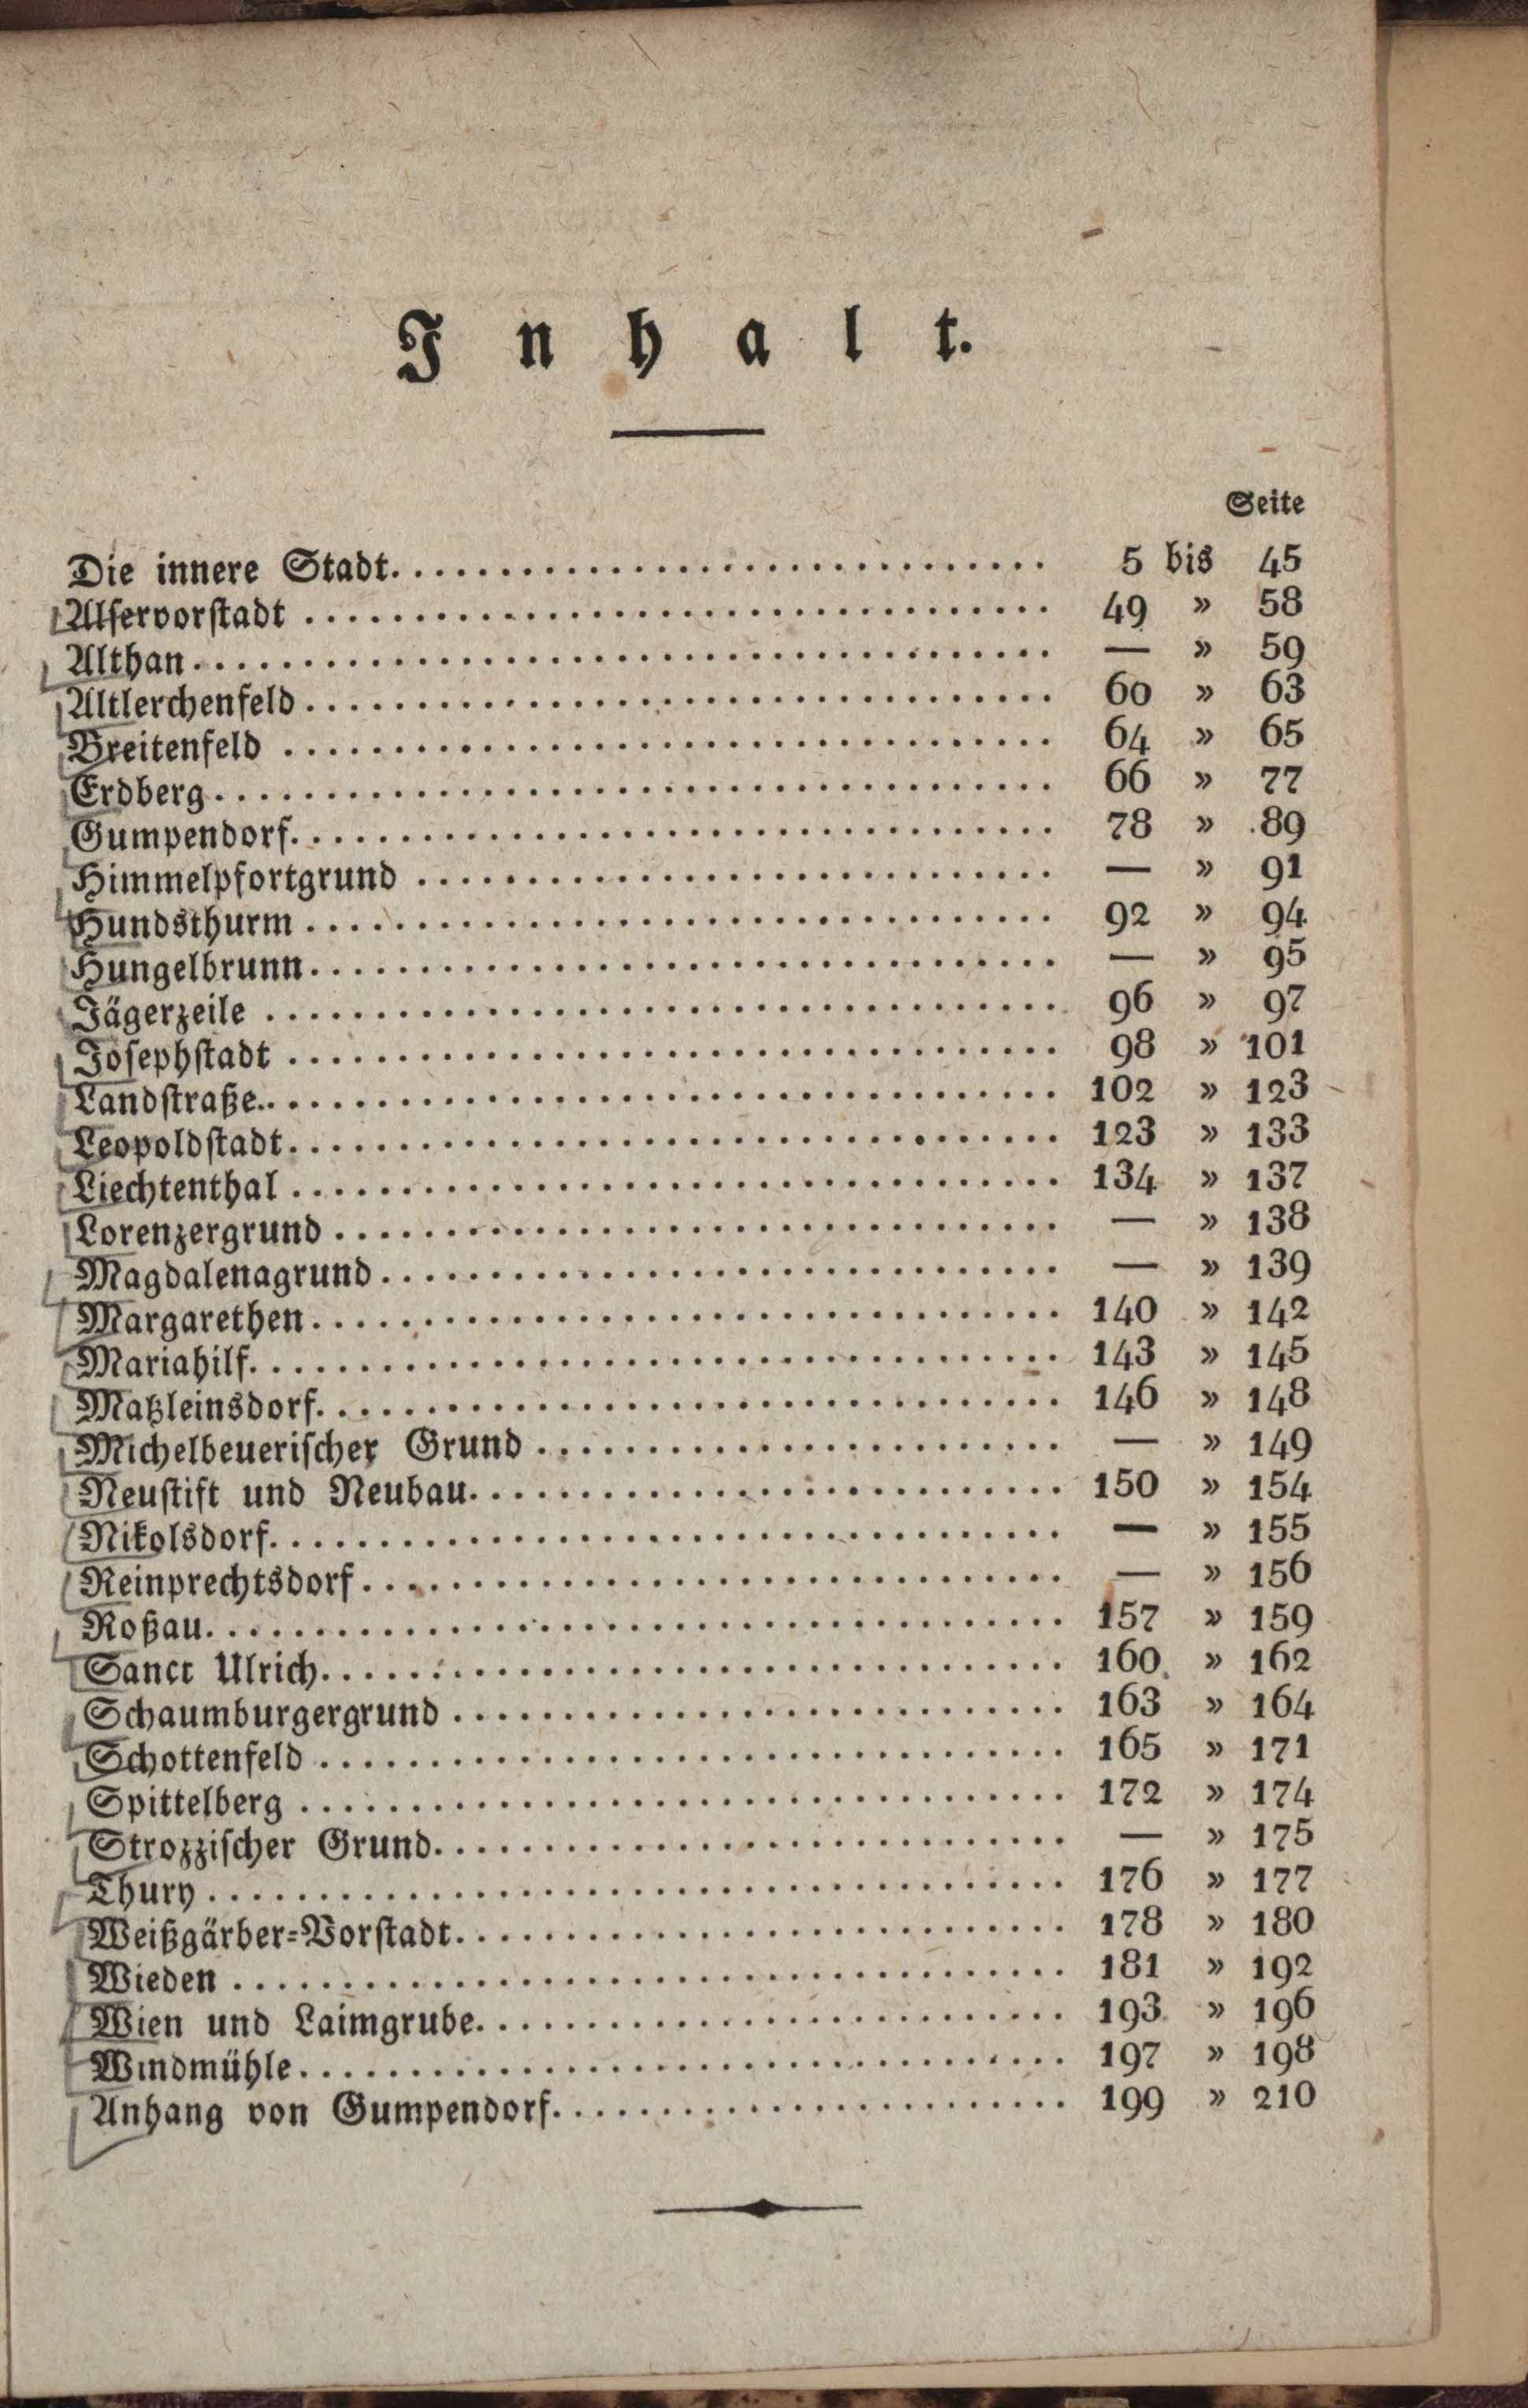 Inhalt.
Seite
Die innere Stadt. 5 bis 45
Alservorstadt 49 » 58
Althan. — » 59
Altlerchenfeld 60 » 63
Breitenfeld 64 » 65
Erdberg 66 » 77
Gumpendorf. 78 » 89
Himmelpfortgrund — » 91
Hundsthurm 92 » 94
Hungelbrunn. — » 95
Jägerzeile 96 » 97
Josephstadt 98 » 101
Landstraße. 102 » 123
Leopoldstadt. 123 » 133
Liechtenthal 134 » 137
Lorenzergrund — » 138
Magdalenagrund — » 139
Margarethen. 140 » 142
Mariahilf. 143 » 145
Matzleinsdorf. 146 » 148
Michelbeuerischer Grund — » 149
Neustift und Neubau. 150 » 154
Nikolsdorf. — » 155
Reinprechtsdorf — » 156
Roßau. 157 » 159
Sanct Ulrich. 160 » 162
Schaumburgergrund 163 » 164
Schottenfeld 165 » 171
Spittelberg 172 » 174
Strozzischer Grund. — » 175
Thury 176 » 177
Weißgärber-Vorstadt. 178 » 180
Wieden 181 » 192
Wien und Laimgrube. 193 » 196
Windmühle. 197 » 198
Anhang von Gumpendorf. 199 » 210